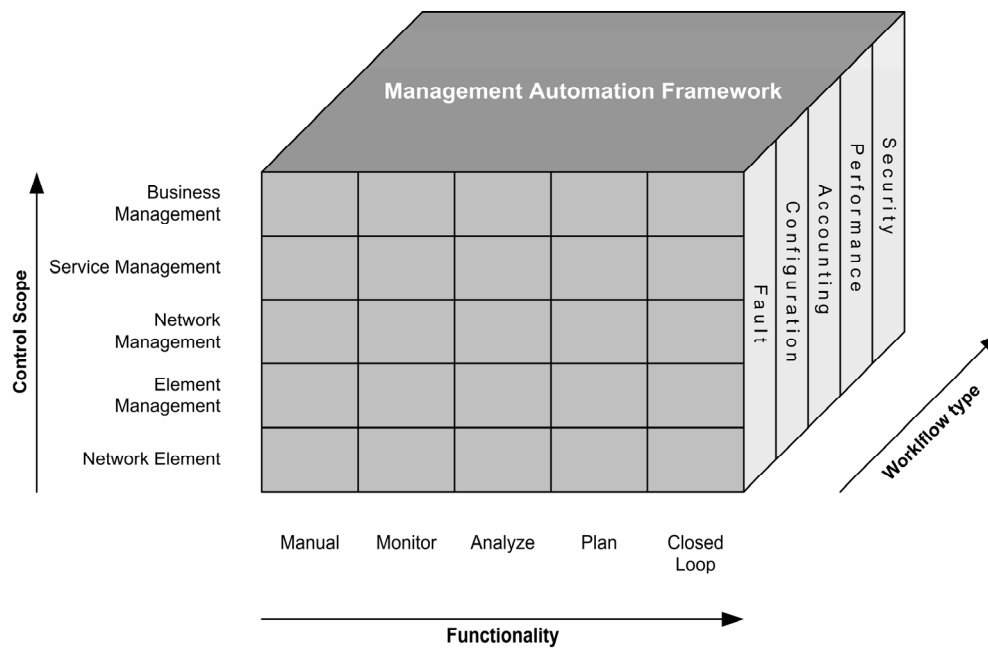 Management Automation Framework
Business
Management
Service Management
Network
Management
Element
Management
Network Element
Control Scope
Fault
Configuration
Accounting
Performance
Security
Worklflow type
Manual
Monitor
Analyze
Plan
Closed
Loop
Functionality